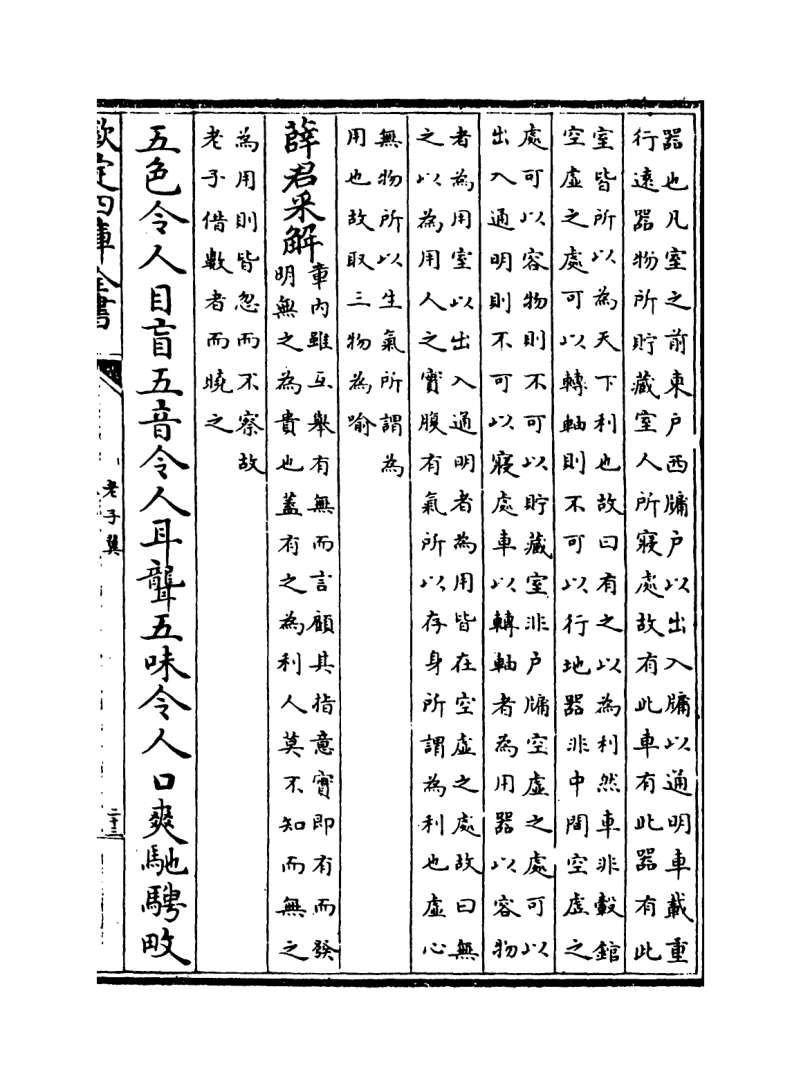 器也凡室之前東戶西牖戶以出入牖以通明車載重
行遠器物所貯藏室人所寢處故有此車有此器有此
室皆所以為天下利也故曰有之以為利然車非轂錧
空虛之處可以轉軸則不可以行地器非中間空虛之
處可以容物則不可以貯藏室非戶牖空虛之處可以
出入通明則不可以寢處車以轉軸者為用器以容物
者為用室以出入通明者為用皆在空虛之處故曰無
之以為用人之實腹有氣所以存身所謂為利也虛心
無物所以生氣所謂為
用也故取三物為喻
薛君采解
章內雖互舉有無而言顧其指意實即有而發
明無之為貴也蓋有之為利人莫不知而無之
為用則皆忽而不察故
老子借數者而曉之
五色令人目盲五音令人耳聾五味令人口爽馳騁畋
欽定四庫全書
老子翼
二十三